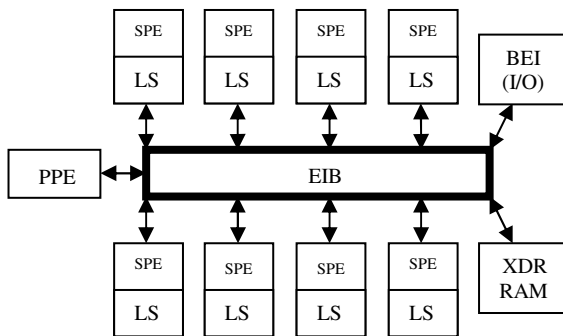 SPE SPE SPE SPE
LS LS LS LS
BEI
(I/O)
PPE
EIB
SPE SPE SPE SPE
LS LS LS LS
XDR
RAM